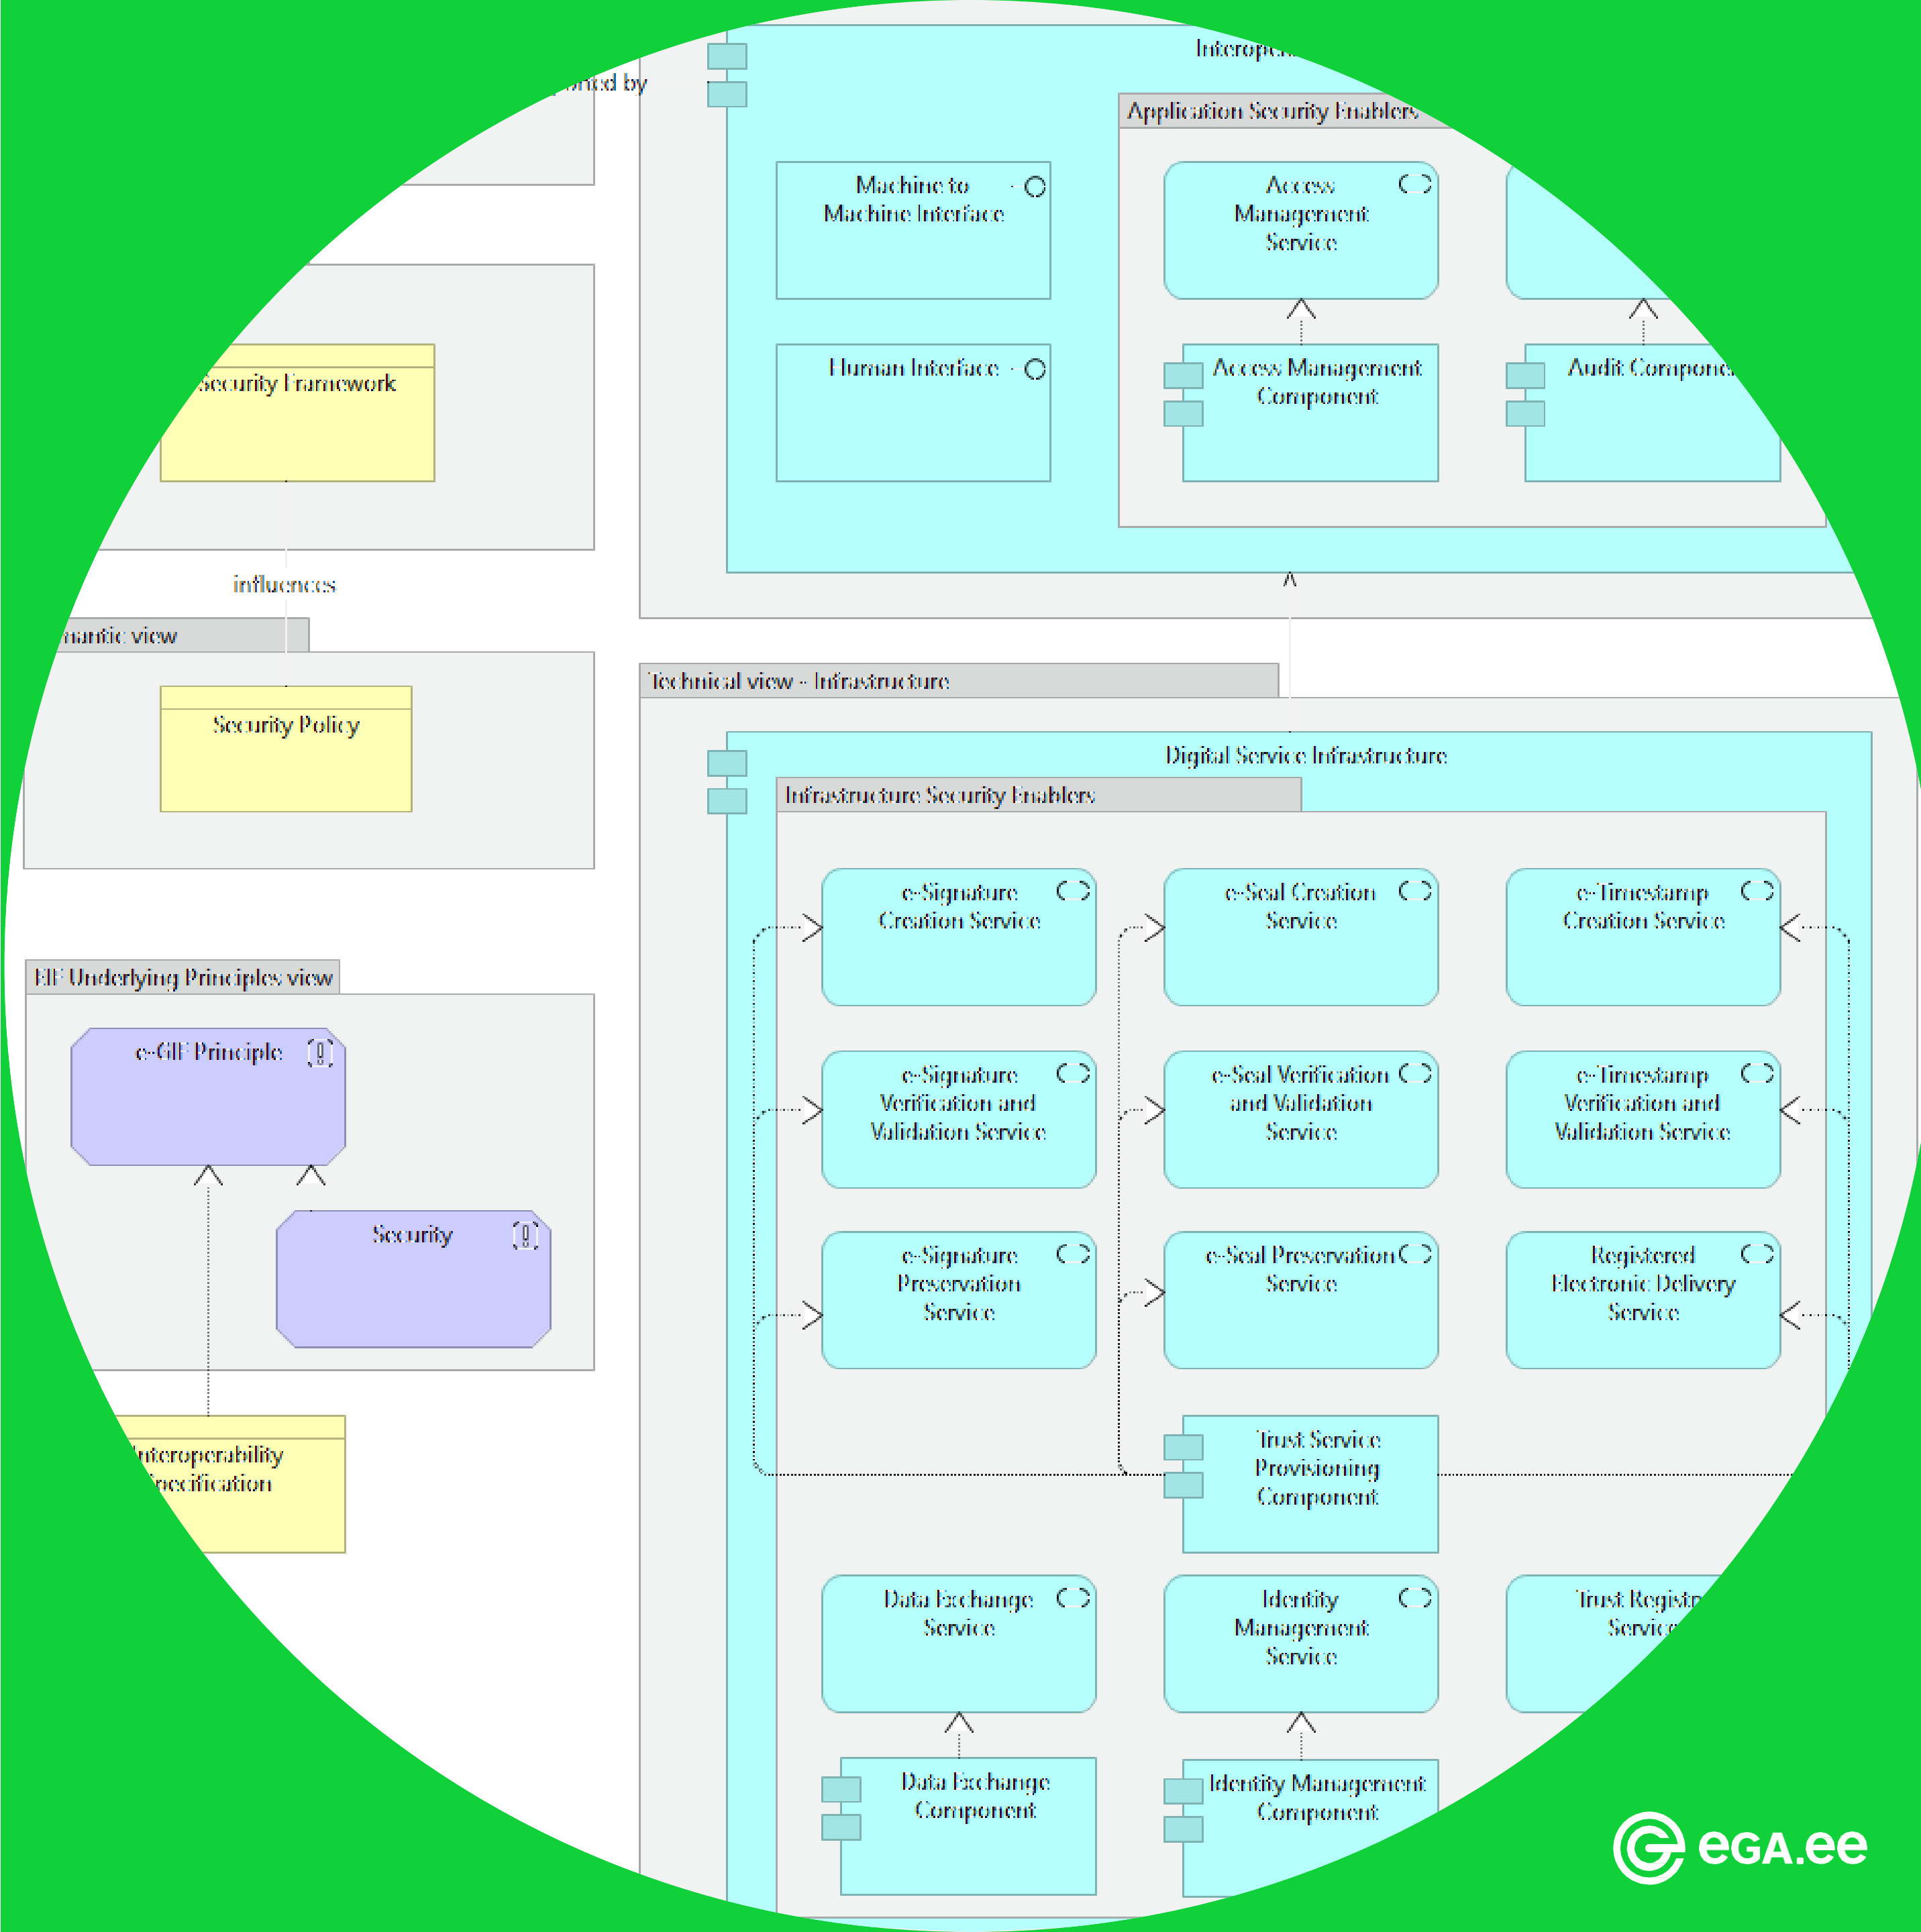 Interope
oned by
Application Security Enablers
Machine to
Machine Interface
Access
Management
Service
Human Interface
Access Management
Component
Audit Compone
Security Framework
influences
mantic view
Security Policy
Technical view - Infrastructure
Digital Service Infrastructure
Infrastructure Security Enablers
e-Signature
Creation Service
e-Seal Creation
Service
e-Timestamp
Creation Service
EIF Underlying Principles view
e-GIF Principle
Security
e-Signature
Verification and
Validation Service
e-Seal Verification
and Validation
Service
e-Timestamp
Verification and
Validation Service
e-Signature
Preservation
Service
e-Seal Preservation
Service
Registered
Electronic Delivery
Service
nteroperability
pecification
Trust Service
Provisioning
Component
Data Exchange
Service
Identity
Management
Service
Trust Registr
Servic
Data Exchange
Component
Identity Management
Component
eGA.ee